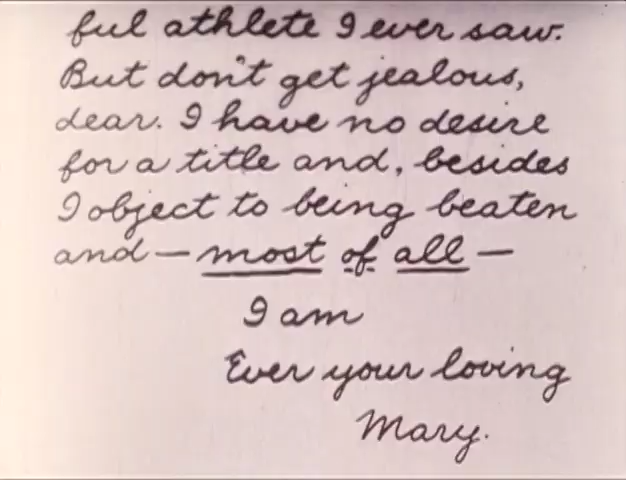 ful athlete I ever saw.
But don't get jealous,
dear. I have no desire
for a title and, besides
I object to being beaten
and — most of all —
I am
Ever your loving
Mary.